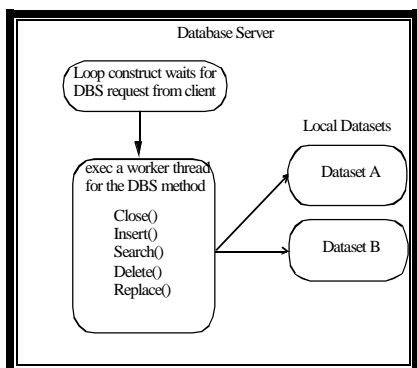 Database Server
Loop construct waits for
DBS request from client
Local Datasets
exec a worker thread
for the DBS method
Close()
Insert()
Search()
Delete()
Replace()
Dataset A
Dataset B